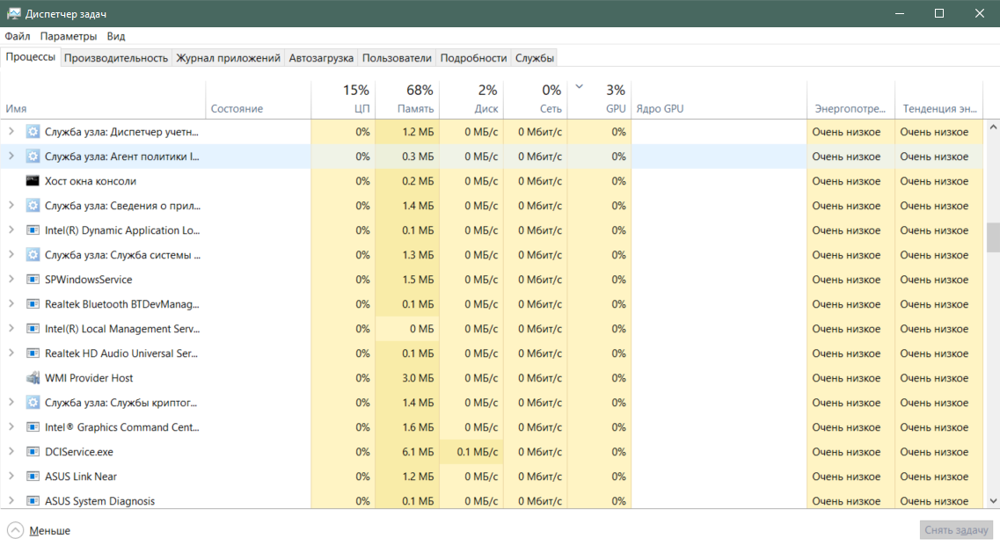 Диспетчер задач
Файл Параметры Вид
Процессы Производительность Журнал приложений Автозагрузка Пользователи Подробности Службы
15% 68% 2% 0% 3%
Имя Состояние ЦП Память Диск Сеть GPU Ядро GPU Энергопотре... Тенденция эн...
Служба узла: Диспетчер учетн... 0% 1.2 МБ 0 МБ/с 0 Мбит/с 0% Очень низкое Очень низкое
Служба узла: Агент политики I... 0% 0.3 МБ 0 МБ/с 0 Мбит/с 0% Очень низкое Очень низкое
Хост окна консоли 0% 0.2 МБ 0 МБ/с 0 Мбит/с 0% Очень низкое Очень низкое
Служба узла: Сведения о прил... 0% 1.4 МБ 0 МБ/с 0 Мбит/с 0% Очень низкое Очень низкое
Intel(R) Dynamic Application Lo... 0% 0.1 МБ 0 МБ/с 0 Мбит/с 0% Очень низкое Очень низкое
Служба узла: Служба системы ... 0% 1.3 МБ 0 МБ/с 0 Мбит/с 0% Очень низкое Очень низкое
SPWindowsService 0% 1.5 МБ 0 МБ/с 0 Мбит/с 0% Очень низкое Очень низкое
Realtek Bluetooth BTDevManag... 0% 0.1 МБ 0 МБ/с 0 Мбит/с 0% Очень низкое Очень низкое
Intel(R) Local Management Serv... 0% 0 МБ 0 МБ/с 0 Мбит/с 0% Очень низкое Очень низкое
Realtek HD Audio Universal Ser... 0% 0.1 МБ 0 МБ/с 0 Мбит/с 0% Очень низкое Очень низкое
WMI Provider Host 0% 3.0 МБ 0 МБ/с 0 Мбит/с 0% Очень низкое Очень низкое
Служба узла: Службы криптог... 0% 1.4 МБ 0 МБ/с 0 Мбит/с 0% Очень низкое Очень низкое
Intel® Graphics Command Cent... 0% 1.6 МБ 0 МБ/с 0 Мбит/с 0% Очень низкое Очень низкое
DCIService.exe 0% 6.1 МБ 0.1 МБ/с 0 Мбит/с 0% Очень низкое Очень низкое
ASUS Link Near 0% 1.2 МБ 0 МБ/с 0 Мбит/с 0% Очень низкое Очень низкое
ASUS System Diagnosis 0% 0.1 МБ 0 МБ/с 0 Мбит/с 0% Очень низкое Очень низкое
Меньше Снять задачу